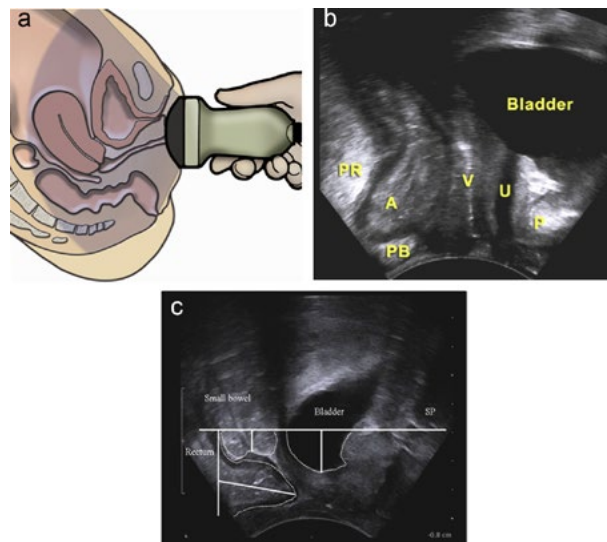 a
b
Bladder
PR
V
U
A
P
PB
c
Small bowel
Bladder
SP
Rectum
-0.8 cm